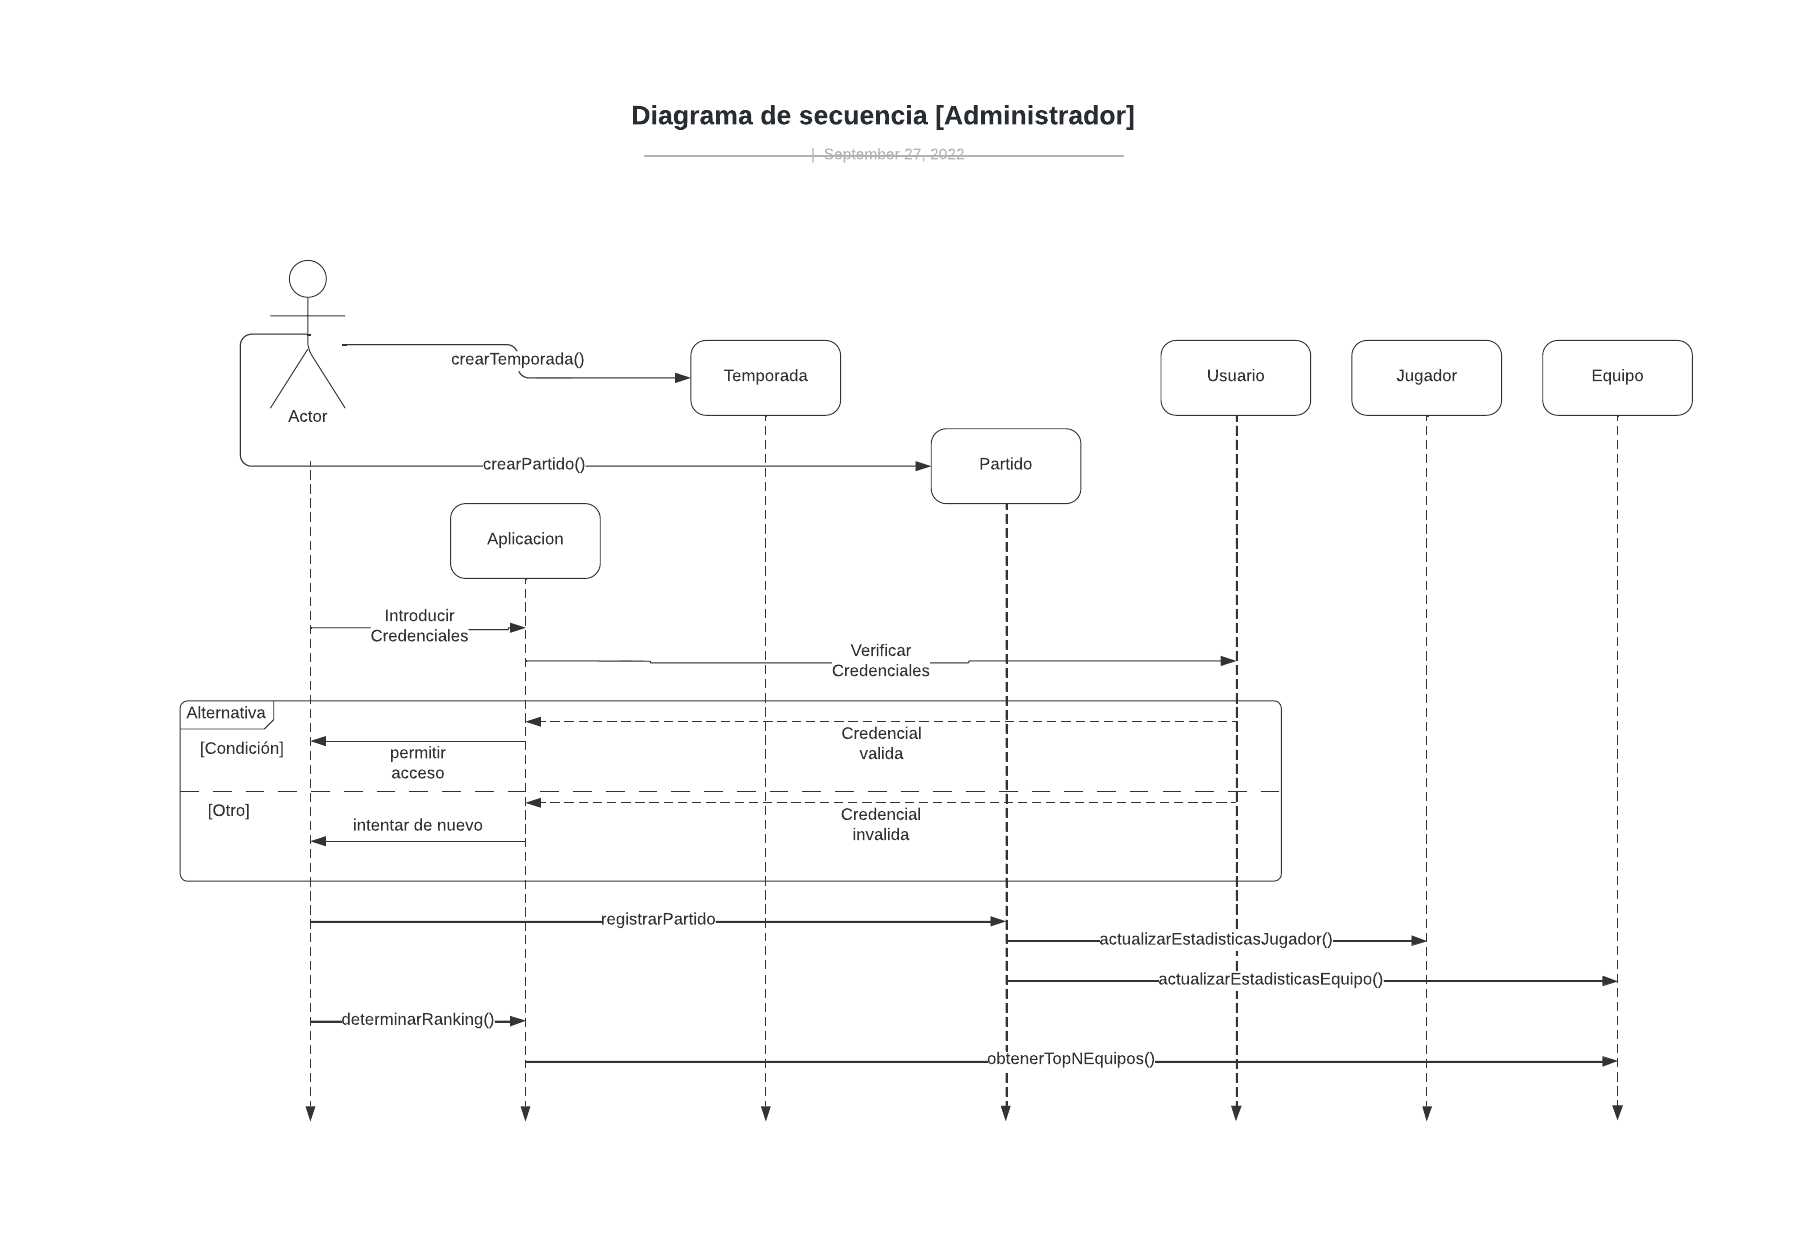 Diagrama de secuencia [Administrador]
| September 27, 2022
crearTemporada()
Temporada
Usuario
Jugador
Equipo
Actor
crearPartido()
Partido
Aplicacion
Introducir
Credenciales
Verificar
Credenciales
Alternativa
[Condición]
Credencial
valida
permitir
acceso
[Otro]
Credencial
invalida
intentar de nuevo
registrarPartido
actualizarEstadisticasJugador()
actualizarEstadisticasEquipo()
determinarRanking()
obtenerTopNEquipos()